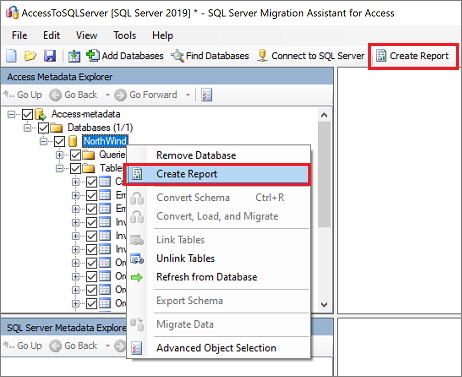 AccessToSQLServer [SQL Server 2019] * - SQL Server Migration Assistant for Access
File Edit View Tools Help
Add Databases Find Databases Connect to SQL Server Create Report
Access Metadata Explorer
Go Up Go Back Go Forward
Access-metadata
Databases (1/1)
NorthWind
Querie
Table
Remove Database
Create Report
Convert Schema Ctrl+R
Convert, Load, and Migrate
Link Tables
Unlink Tables
Refresh from Database
Export Schema
Migrate Data
Advanced Object Selection
Em
Em
Inv
Inv
Or
Or
Or
SQL Server Metadata Explorer
Go Up Go Back